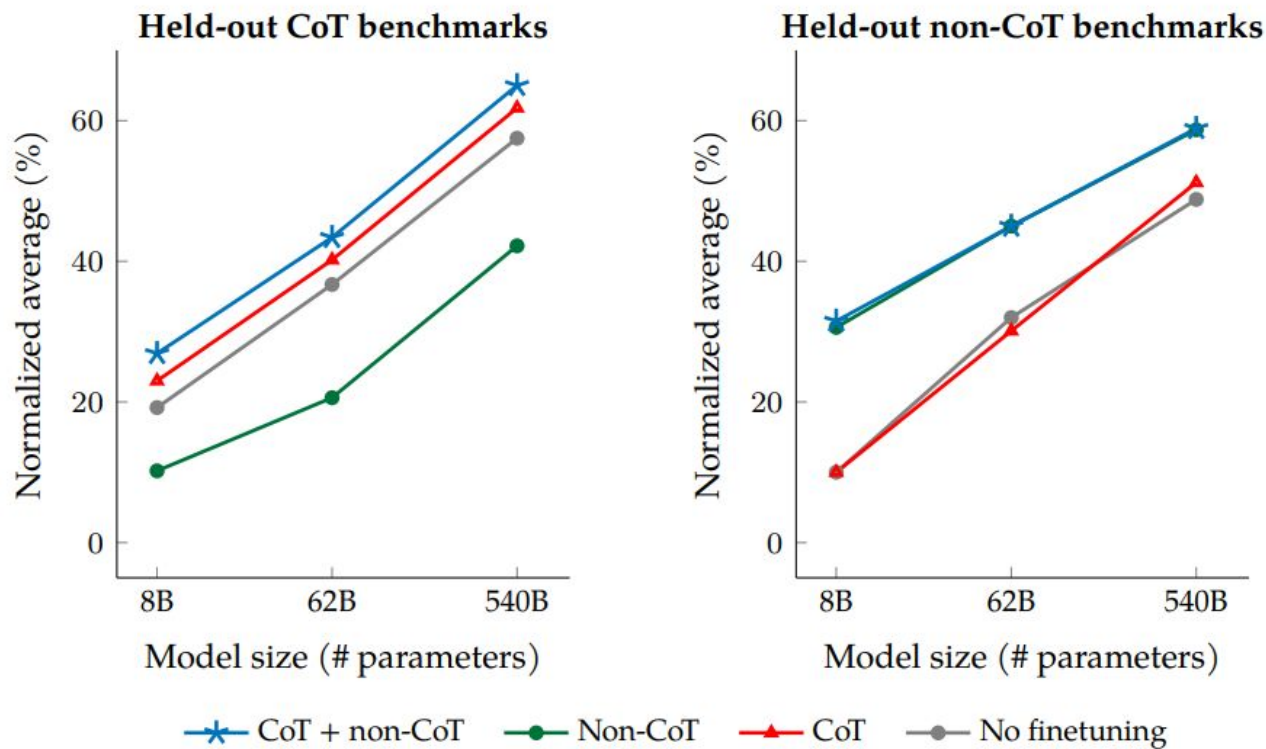 Held-out CoT benchmarks
Normalized average (%)
60
40
20
0
8B 62B 540B
Model size (# parameters)
Held-out non-CoT benchmarks
Normalized average (%)
60
40
20
0
8B 62B 540B
Model size (# parameters)
CoT + non-CoT Non-CoT CoT No finetuning